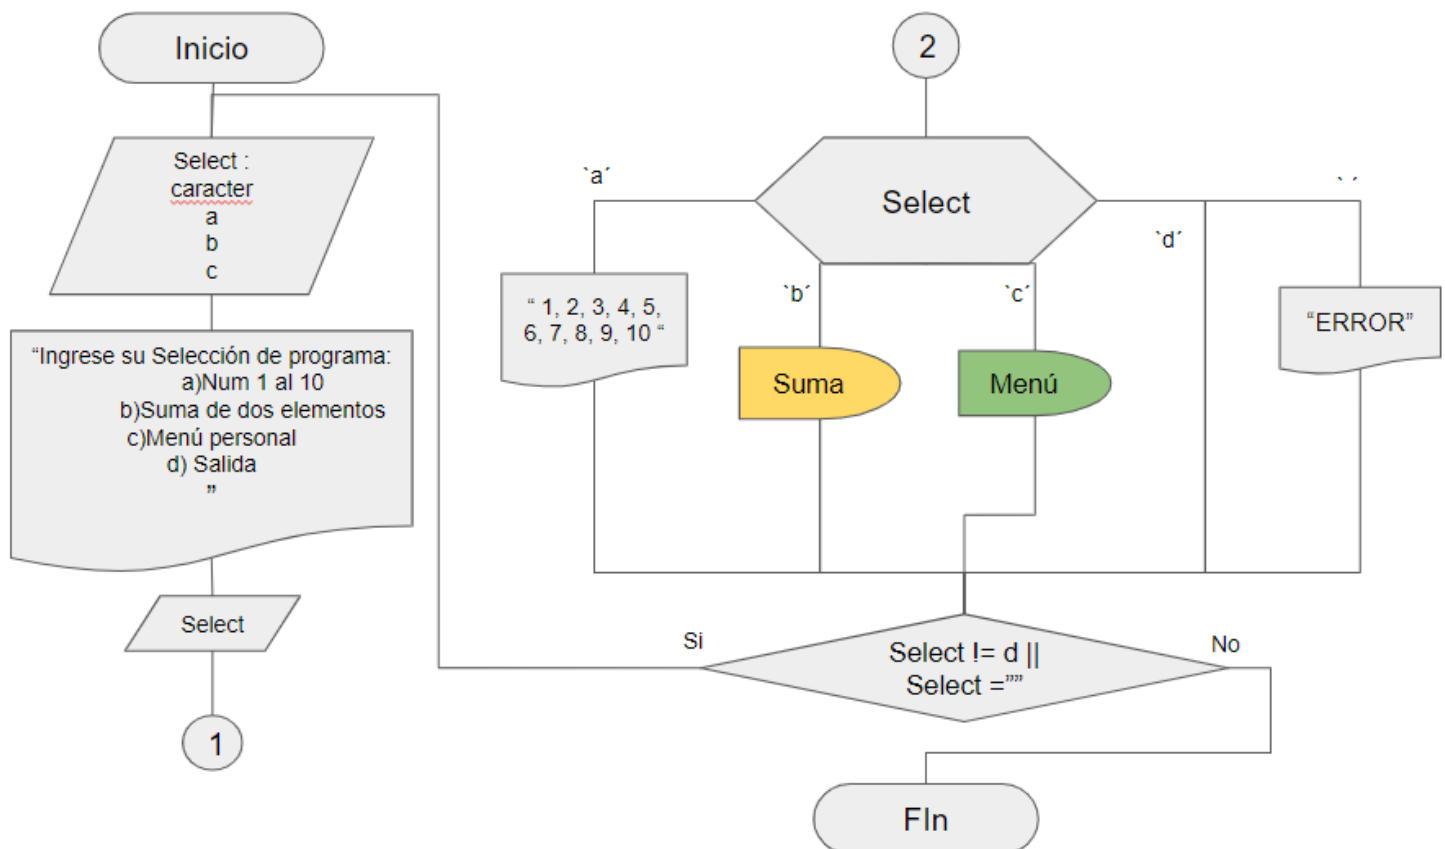 Inicio
Select :
caracter
a
b
c
“Ingrese su Selección de programa:
a)Num 1 al 10
b)Suma de dos elementos
c)Menú personal
d) Salida
”
Select
1
2
Select
`a´
`b´
`c´
`d´
` ´
“ 1, 2, 3, 4, 5,
6, 7, 8, 9, 10 “
Suma
Menú
“ERROR”
Si
Select != d ||
Select =””
No
FIn